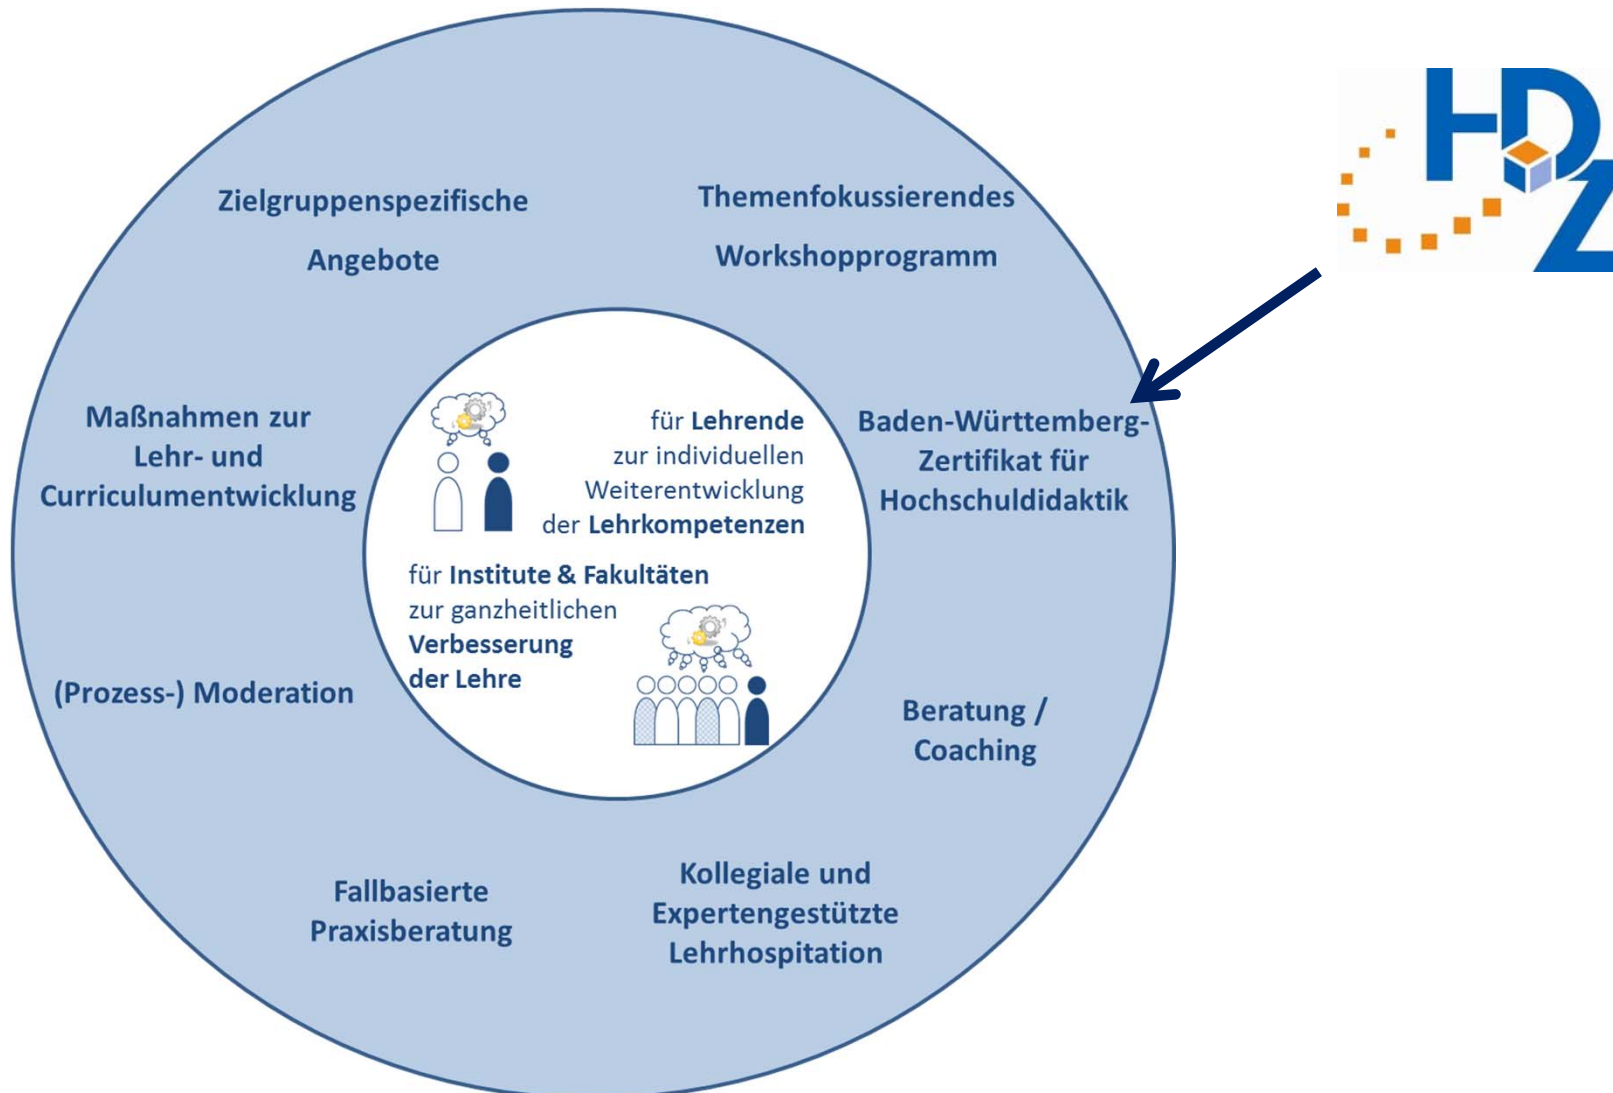 Zielgruppenspezifische
Angebote
Themenfokussierendes
Workshopprogramm
HDZ
Maßnahmen zur
Lehr- und
Curriculumentwicklung
für Lehrende
zur individuellen
Weiterentwicklung
der Lehrkompetenzen
Baden-Württemberg-
Zertifikat für
Hochschuldidaktik
für Institute & Fakultäten
zur ganzheitlichen
Verbesserung
der Lehre
(Prozess-) Moderation
Beratung /
Coaching
Fallbasierte
Praxisberatung
Kollegiale und
Expertengestützte
Lehrhospitation